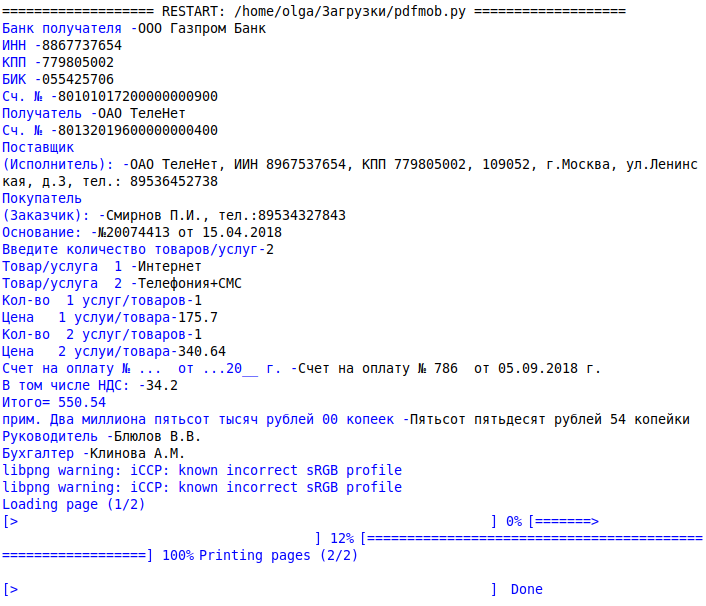 =================== RESTART: /home/olga/Загрузки/pdfmob.py ===================
Банк получателя -ООО Газпром Банк
ИНН -8867737654
КПП -779805002
БИК -055425706
Сч. № -80101017200000000900
Получатель -ОАО ТелеНет
Сч. № -80132019600000000400
Поставщик
(Исполнитель): -ОАО ТелеНет, ИИН 8967537654, КПП 779805002, 109052, г.Москва, ул.Ленинс
кая, д.3, тел.: 89536452738
Покупатель
(Заказчик): -Смирнов П.И., тел.:89534327843
Основание: -№20074413 от 15.04.2018
Введите количество товаров/услуг-2
Товар/услуга  1 -Интернет
Товар/услуга  2 -Телефония+СМС
Кол-во  1 услуг/товаров-1
Цена   1 услуи/товара-175.7
Кол-во  2 услуг/товаров-1
Цена   2 услуи/товара-340.64
Счет на оплату № ...  от ...20__ г. -Счет на оплату № 786  от 05.09.2018 г.
В том числе НДС: -34.2
Итого= 550.54
прим. Два миллиона пятьсот тысяч рублей 00 копеек -Пятьсот пятьдесят рублей 54 копейки
Руководитель -Блюлов В.В.
Бухгалтер -Клинова А.М.
libpng warning: iCCP: known incorrect sRGB profile
libpng warning: iCCP: known incorrect sRGB profile
Loading page (1/2)
[>                                                           ] 0% [=======>
                                       ] 12% [==========================================
==================] 100% Printing pages (2/2)
[>                                                           ]  Done